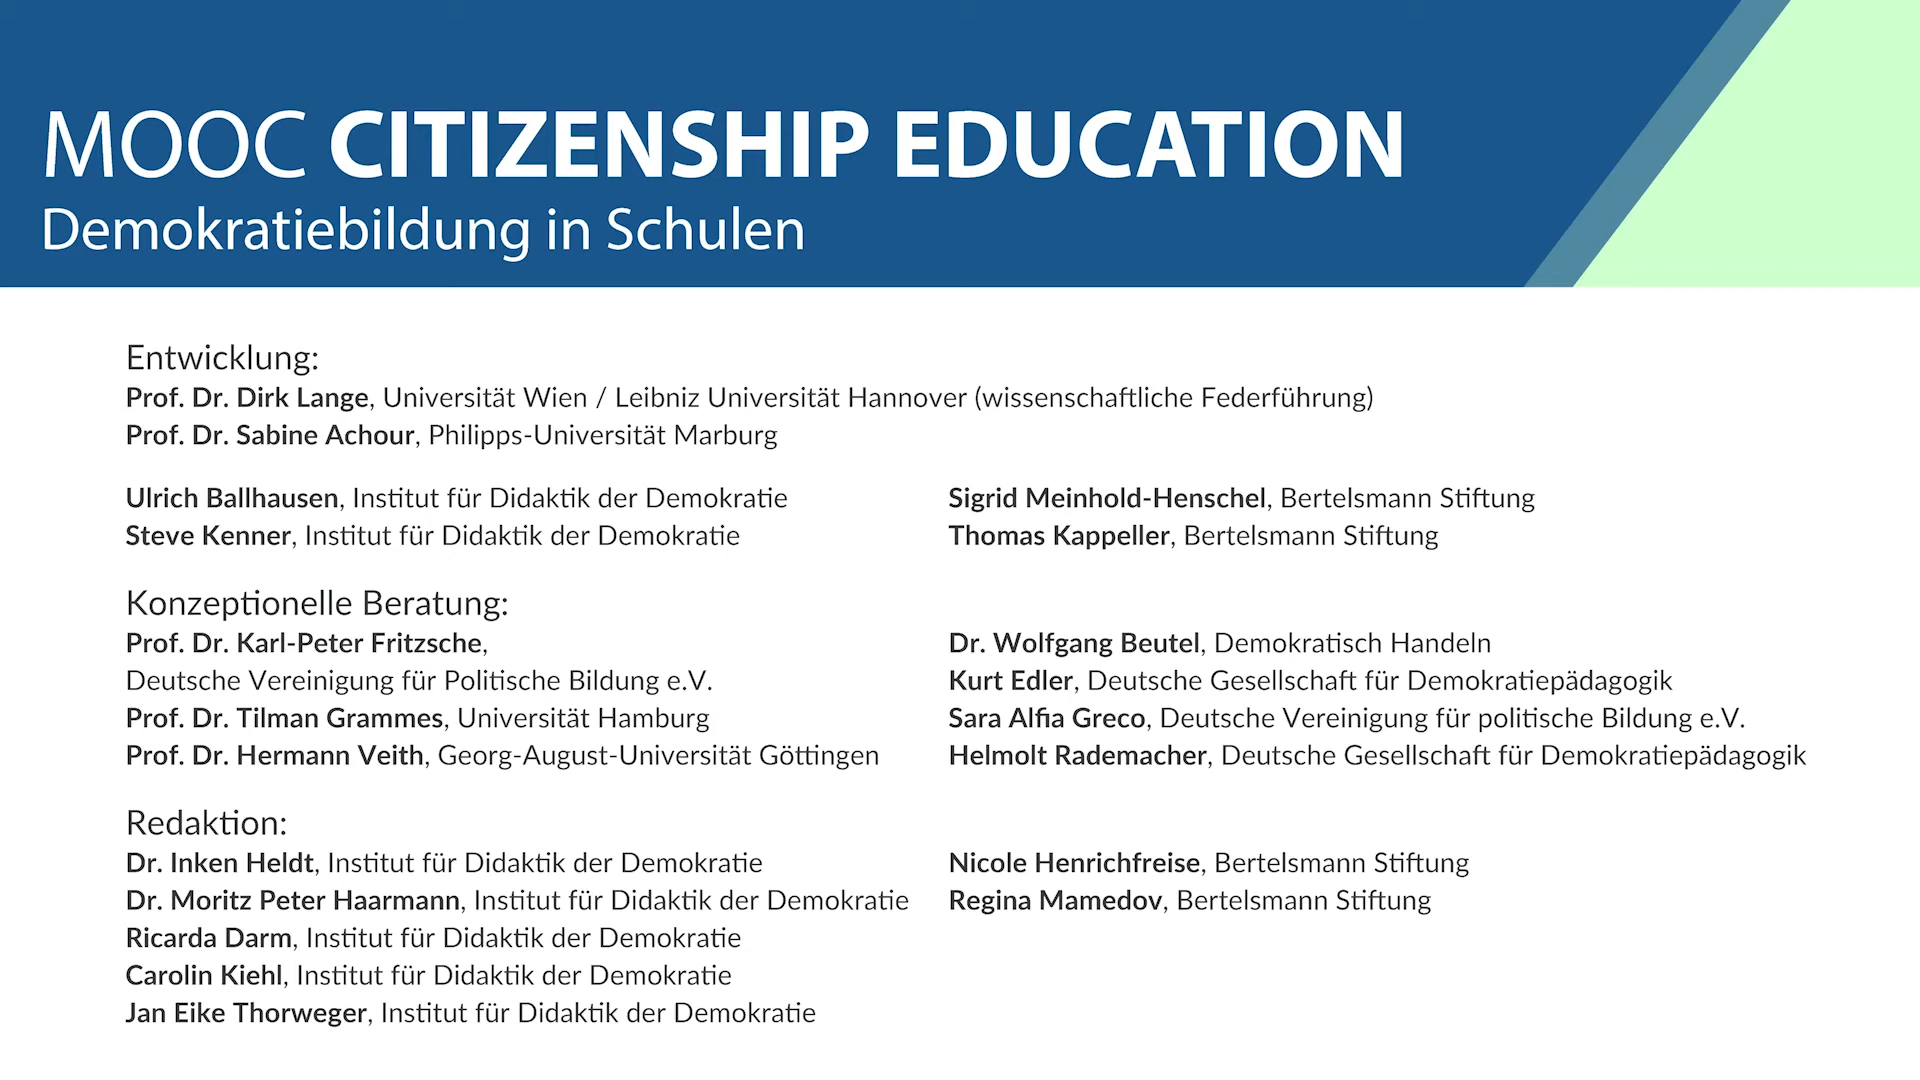 MOOC CITIZENSHIP EDUCATION
Demokratiebildung in Schulen
Entwicklung:
Prof. Dr. Dirk Lange, Universität Wien / Leibniz Universität Hannover (wissenschaftliche Federführung)
Prof. Dr. Sabine Achour, Philipps-Universität Marburg
Ulrich Ballhausen, Institut für Didaktik der Demokratie
Steve Kenner, Institut für Didaktik der Demokratie
Sigrid Meinhold-Henschel, Bertelsmann Stiftung
Thomas Kappeller, Bertelsmann Stiftung
Konzeptionelle Beratung:
Prof. Dr. Karl-Peter Fritzsche,
Deutsche Vereinigung für Politische Bildung e.V.
Prof. Dr. Tilman Grammes, Universität Hamburg
Prof. Dr. Hermann Veith, Georg-August-Universität Göttingen
Dr. Wolfgang Beutel, Demokratisch Handeln
Kurt Edler, Deutsche Gesellschaft für Demokratiepädagogik
Sara Alfia Greco, Deutsche Vereinigung für politische Bildung e.V.
Helmolt Rademacher, Deutsche Gesellschaft für Demokratiepädagogik
Redaktion:
Dr. Inken Heldt, Institut für Didaktik der Demokratie
Dr. Moritz Peter Haarmann, Institut für Didaktik der Demokratie
Ricarda Darm, Institut für Didaktik der Demokratie
Carolin Kiehl, Institut für Didaktik der Demokratie
Jan Eike Thorweger, Institut für Didaktik der Demokratie
Nicole Henrichfreise, Bertelsmann Stiftung
Regina Mamedov, Bertelsmann Stiftung